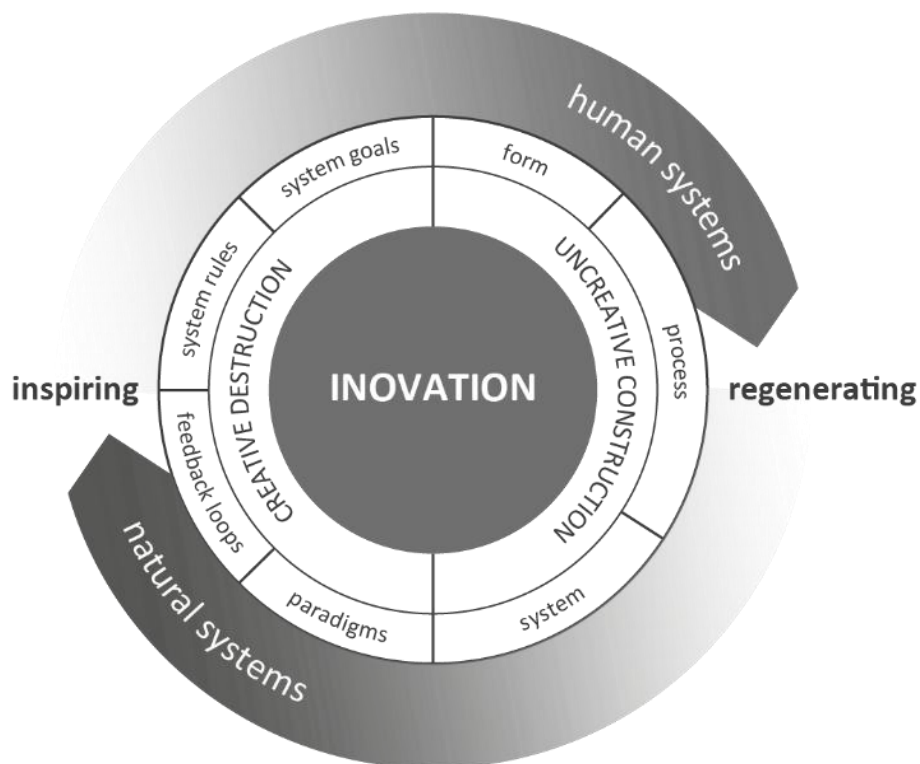 human systems
system goals
form
system rules
CREATIVE DESTRUCTION
UNCREATIVE CONSTRUCTION
process
inspiring
INOVATION
regenerating
feedback loops
natural systems
paradigms
system